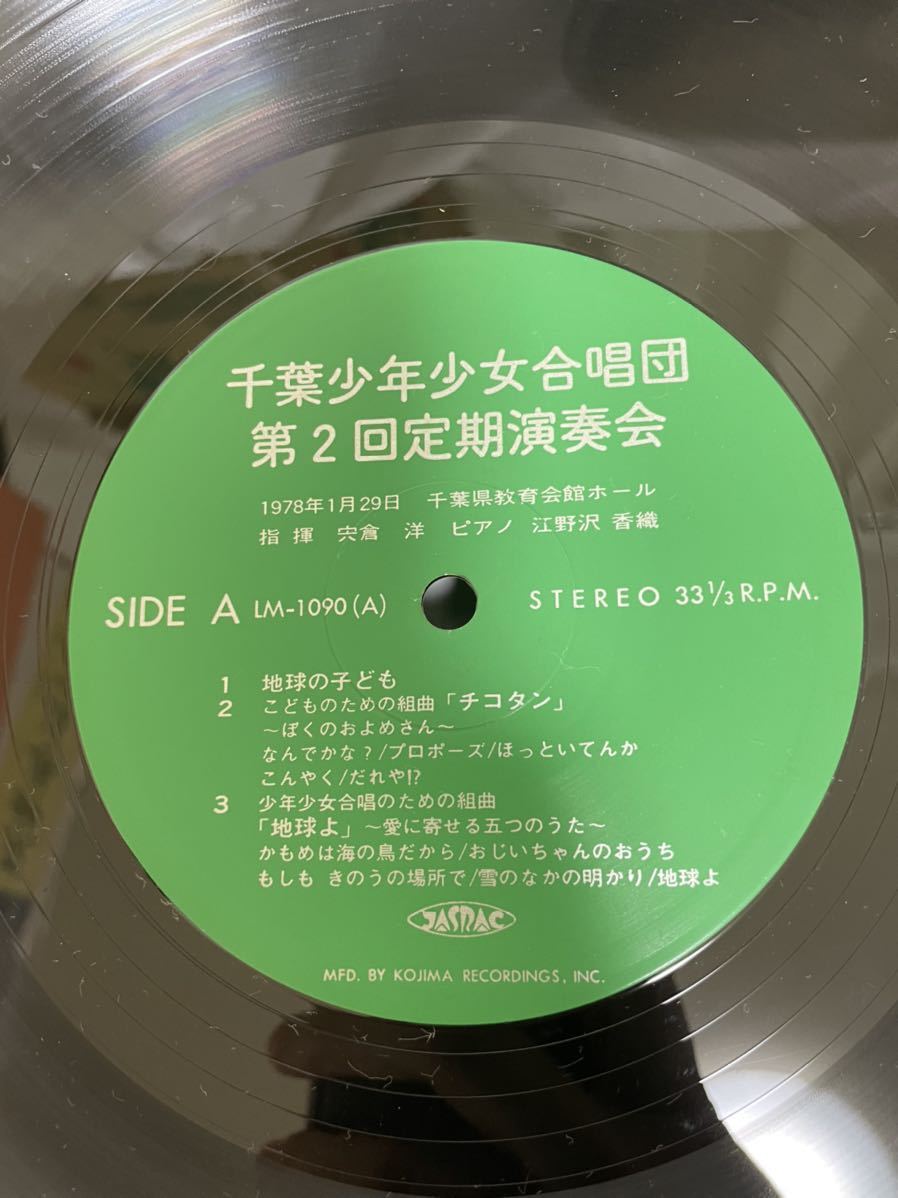 千葉少年少女合唱団
第2回定期演奏会
1978年1月29日 千葉県教育会館ホール
指揮 宍倉 洋 ピアノ 江野沢 香織
SIDE A LM-1090 (A) STEREO 33 1/3 R.P.M.
1 地球の子ども
2 こどものための組曲「チコタン」
〜ぼくのおよめさん〜
なんでかな?/プロポーズ/ほっといてんか
こんやく/だれや!?
3 少年少女合唱のための組曲
「地球よ」〜愛に寄せる五つのうた〜
かもめは海の鳥だから/おじいちゃんのおうち
もしも きのうの場所で/雪のなかの明かり/地球よ
JASRAC
MFD. BY KOJIMA RECORDINGS, INC.